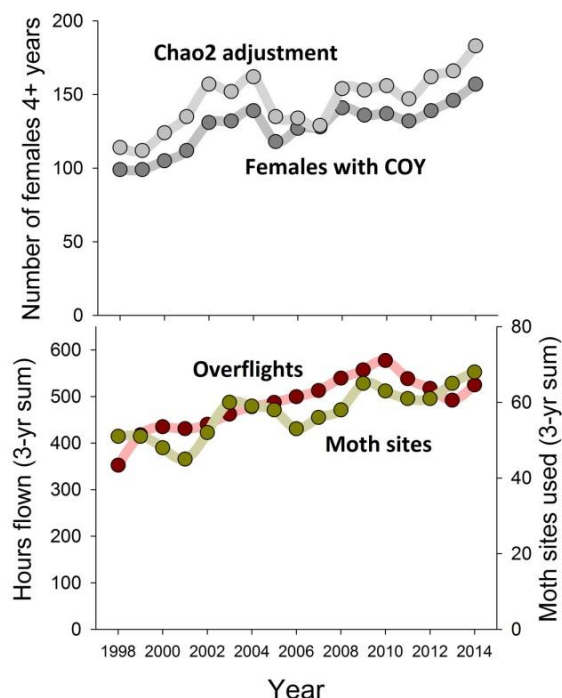 200
150
100
50
0
Number of females 4+ years
Chao2 adjustment
Females with COY
600
500
400
300
200
100
0
Hours flown (3-yr sum)
Overflights
Moth sites
80
60
40
20
0
Moth sites used (3-yr sum)
1998 2000 2002 2004 2006 2008 2010 2012 2014
Year